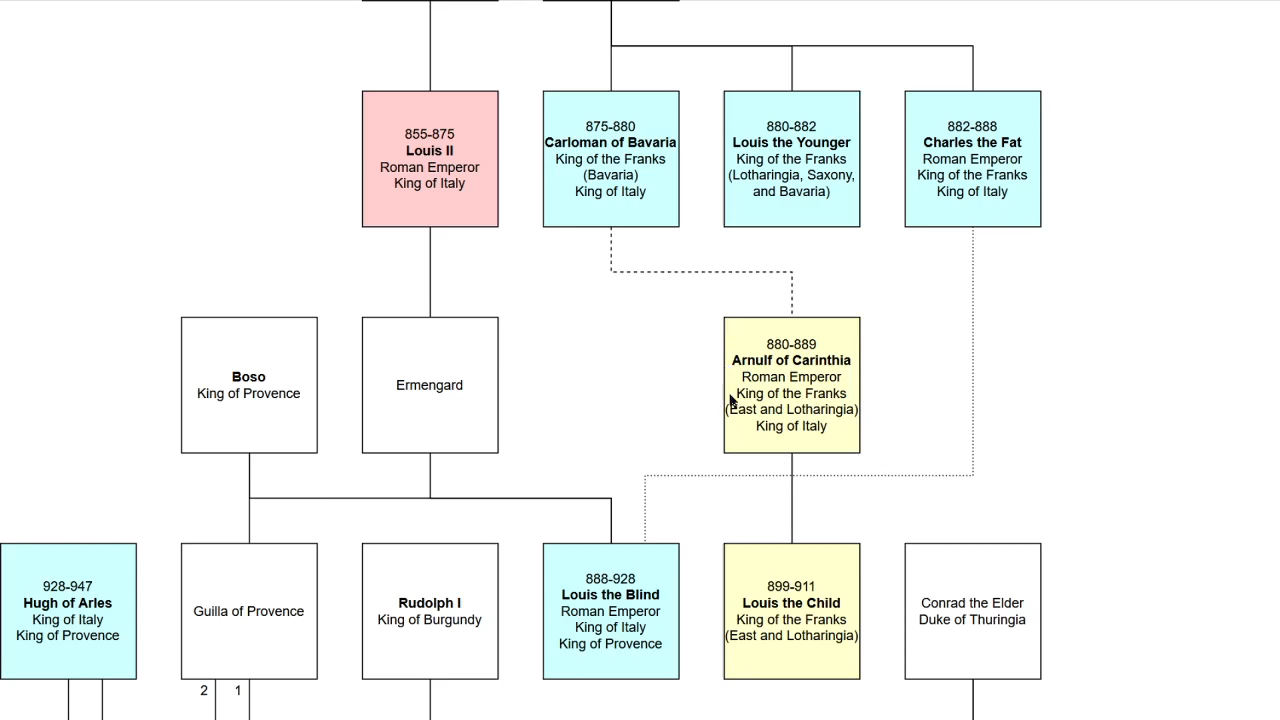 855-875
Louis II
Roman Emperor
King of Italy
875-880
Carloman of Bavaria
King of the Franks
(Bavaria)
King of Italy
880-882
Louis the Younger
King of the Franks
(Lotharingia, Saxony,
and Bavaria)
882-888
Charles the Fat
Roman Emperor
King of the Franks
King of Italy
Boso
King of Provence
Ermengard
880-889
Arnulf of Carinthia
Roman Emperor
King of the Franks
(East and Lotharingia)
King of Italy
928-947
Hugh of Arles
King of Italy
King of Provence
Guilla of Provence
Rudolph I
King of Burgundy
888-928
Louis the Blind
Roman Emperor
King of Italy
King of Provence
899-911
Louis the Child
King of the Franks
(East and Lotharingia)
Conrad the Elder
Duke of Thuringia
2
1